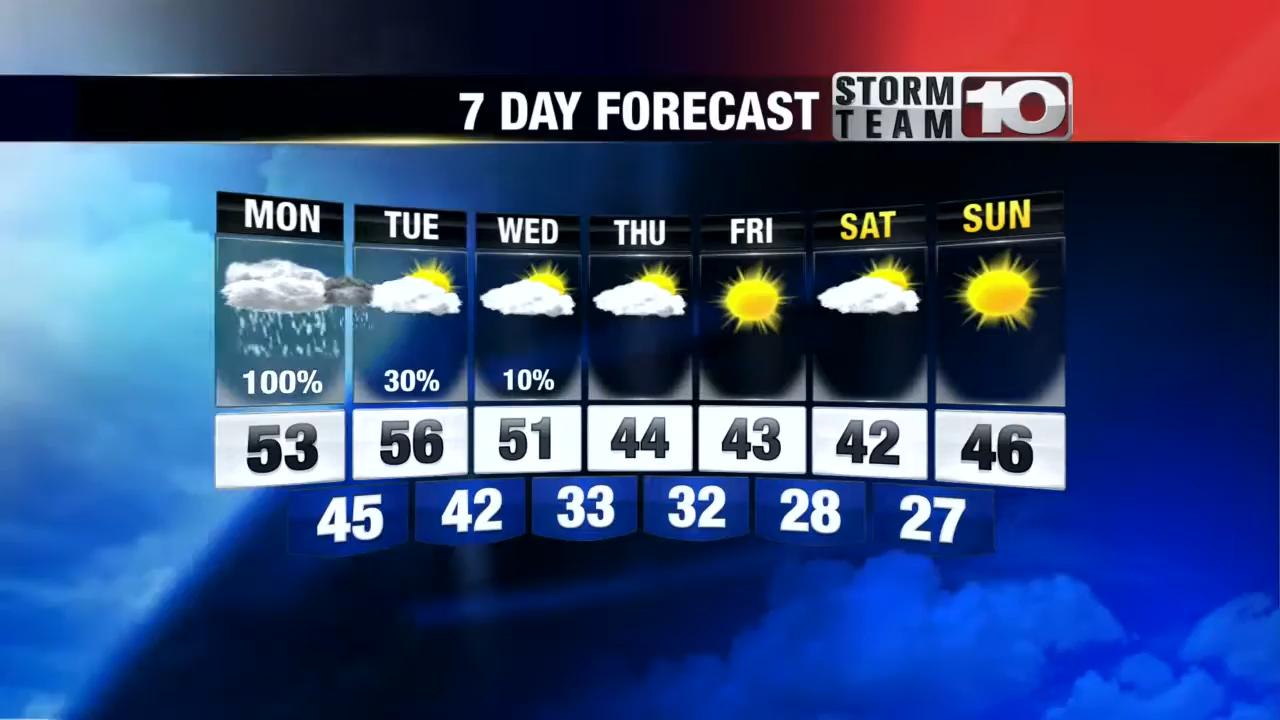 7 DAY FORECAST
STORM TEAM 10
MON TUE WED THU FRI SAT SUN
100% 30% 10%
53 56 51 44 43 42 46
45 42 33 32 28 27